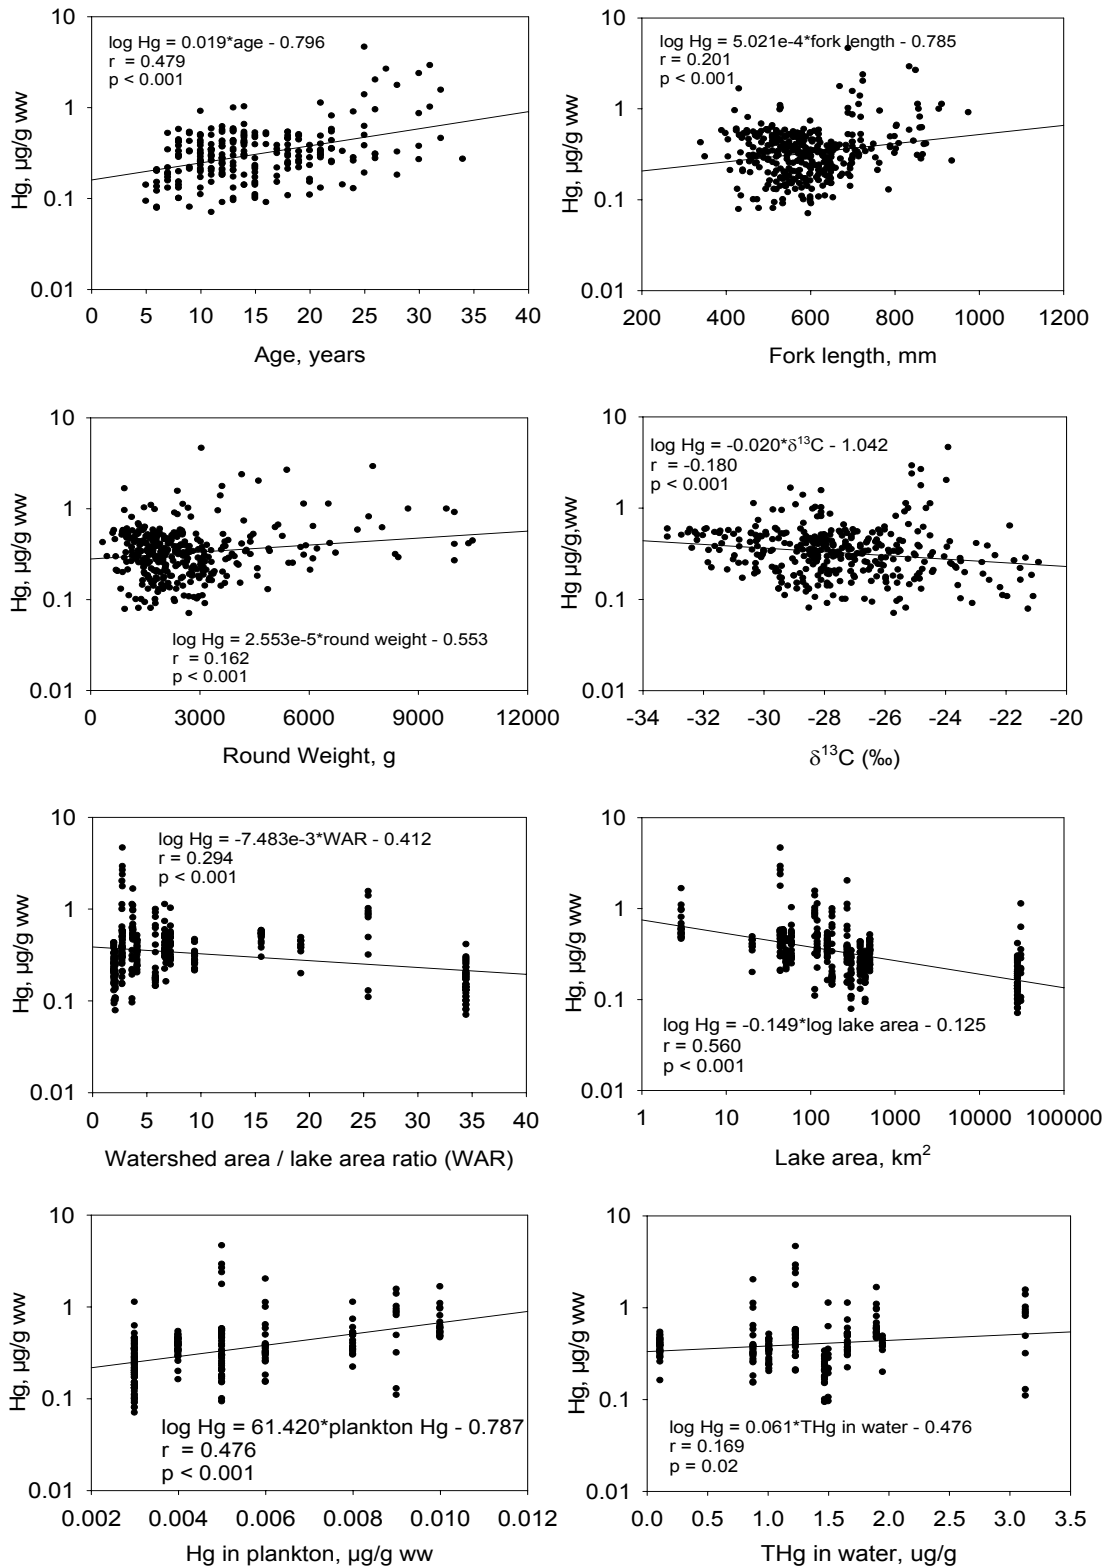 log Hg = 0.019*age - 0.796
r = 0.479
p < 0.001
10
1
0.1
0.01
Hg, µg/g ww
0 5 10 15 20 25 30 35 40
Age, years
log Hg = 5.021e-4*fork length - 0.785
r = 0.201
p < 0.001
10
1
0.1
0.01
Hg, µg/g ww
200 400 600 800 1000 1200
Fork length, mm
10
1
0.1
0.01
Hg, µg/g ww
log Hg = 2.553e-5*round weight - 0.553
r = 0.162
p < 0.001
0 3000 6000 9000 12000
Round Weight, g
log Hg = -0.020*δ¹³C - 1.042
r = -0.180
p < 0.001
10
1
0.1
0.01
Hg µg/g,ww
-34 -32 -30 -28 -26 -24 -22 -20
δ¹³C (‰)
log Hg = -7.483e-3*WAR - 0.412
r = 0.294
p < 0.001
10
1
0.1
0.01
Hg, µg/g ww
0 5 10 15 20 25 30 35 40
Watershed area / lake area ratio (WAR)
10
1
0.1
0.01
Hg, µg/g ww
log Hg = -0.149*log lake area - 0.125
r = 0.560
p < 0.001
1 10 100 1000 10000 100000
Lake area, km²
10
1
0.1
0.01
Hg, µg/g ww
log Hg = 61.420*plankton Hg - 0.787
r = 0.476
p < 0.001
0.002 0.004 0.006 0.008 0.010 0.012
Hg in plankton, µg/g ww
10
1
0.1
0.01
Hg, µg/g ww
log Hg = 0.061*THg in water - 0.476
r = 0.169
p = 0.02
0.0 0.5 1.0 1.5 2.0 2.5 3.0 3.5
THg in water, ug/g